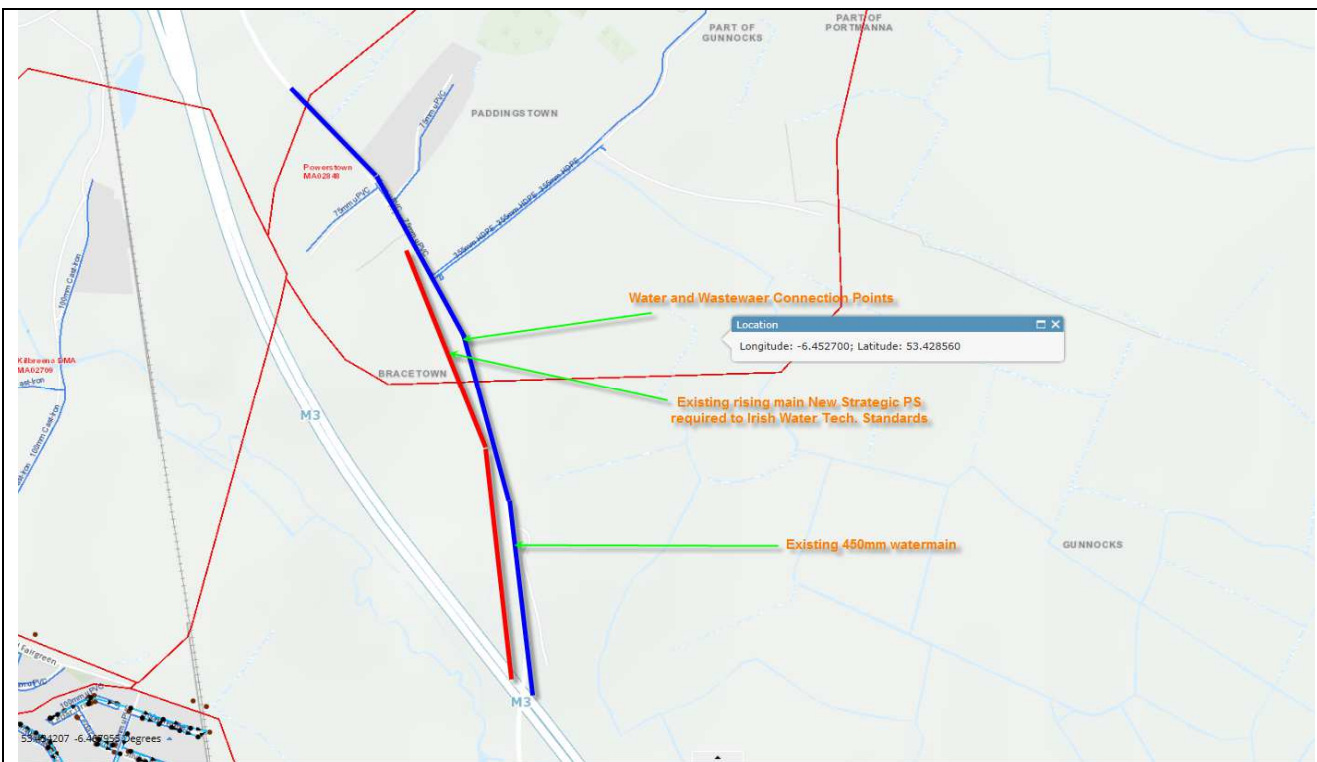 PART OF
GUNNOCKS
PART OF
PORTMANNA
PADDINGSTOWN
75mm uPVC
Powerstown
MA02848
75mm uPVC
355mm HDPE 355mm HDPE 355mm HDPE
100mm Cast-Iron
Water and Wastewaer Connection Points
Location
Longitude: -6.452700; Latitude: 53.428560
Kilbreena DMA
MA02709
BRACETOWN
M3
Existing rising main New Strategic PS
required to Irish Water Tech. Standards
100mm Cast-Iron
Existing 450mm watermain
GUNNOCKS
Fairgreen
M3
100mm uPVC
Degrees